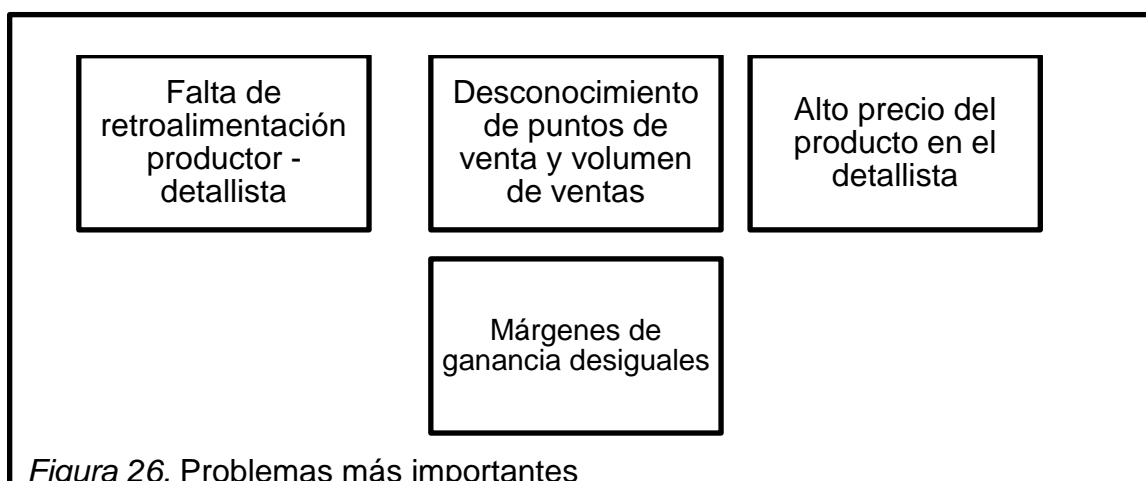 Falta de
retroalimentación
productor -
detallista
Desconocimiento
de puntos de
venta y volumen
de ventas
Alto precio del
producto en el
detallista
Márgenes de
ganancia desiguales
Figura 26. Problemas más importantes